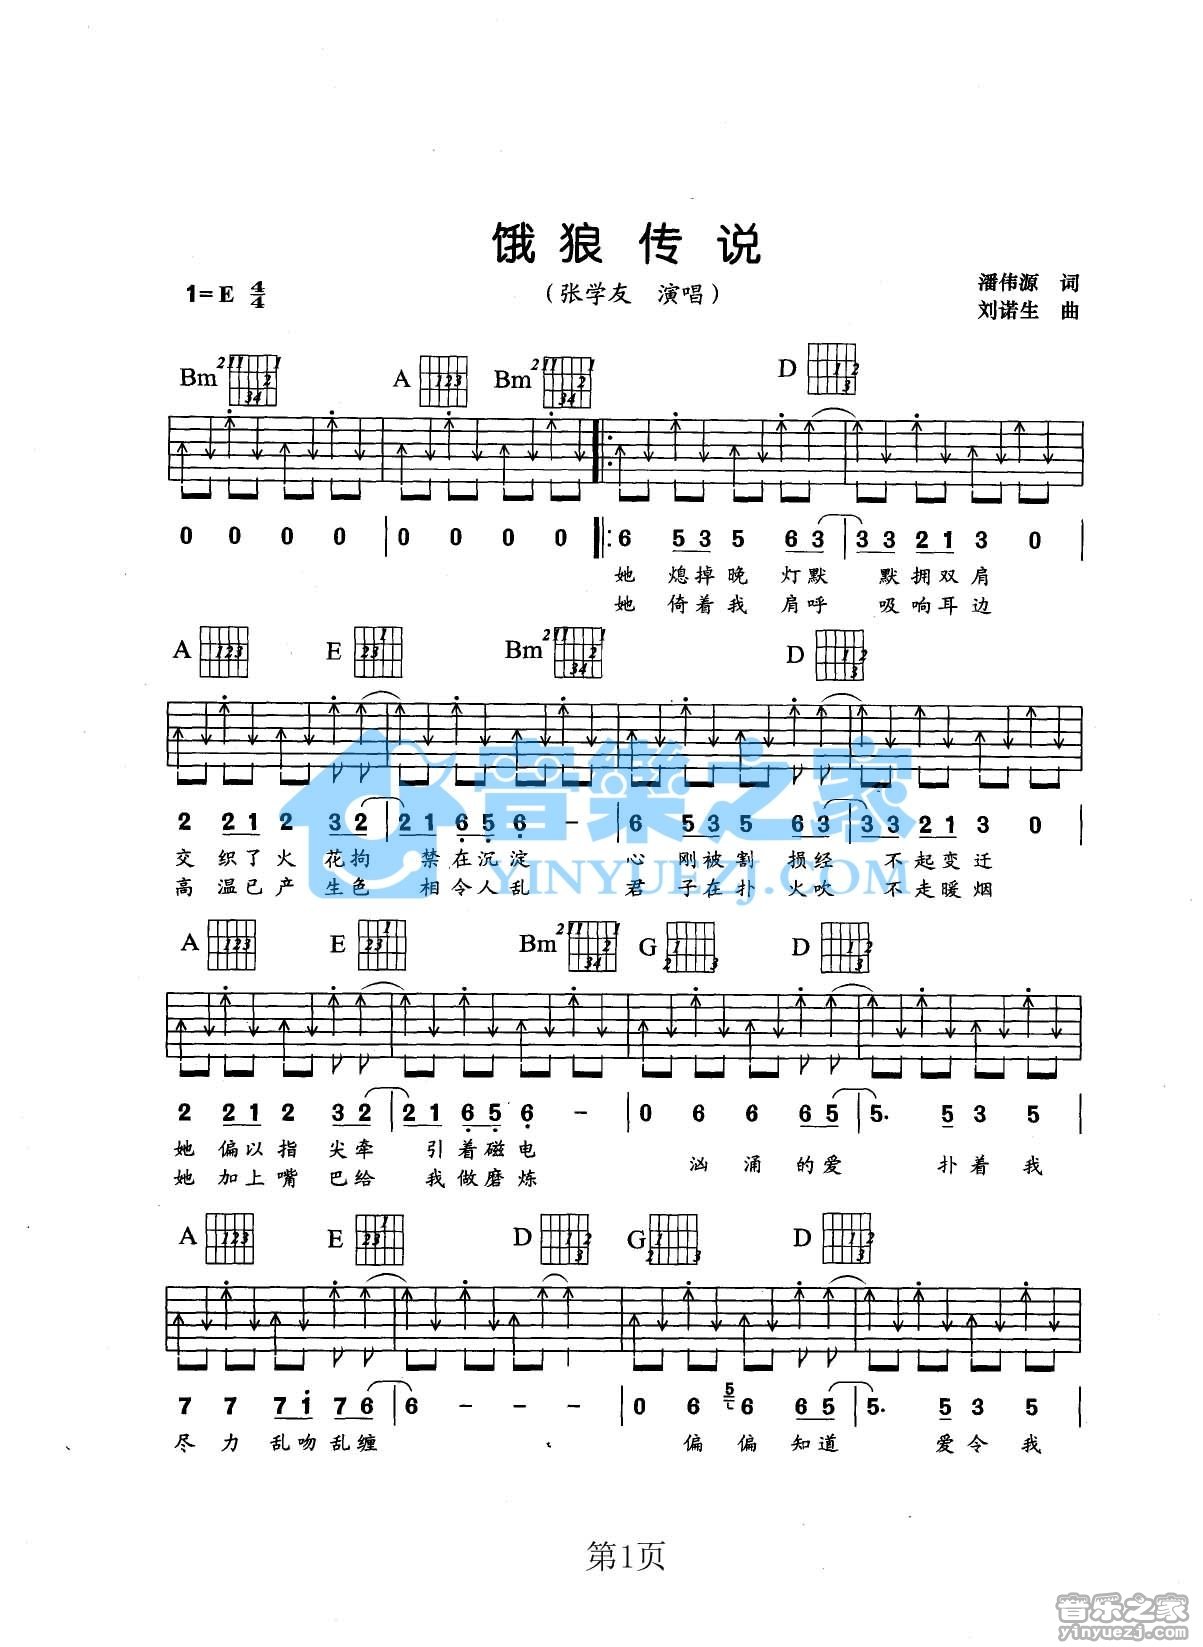 饿狼传说
1=E 4/4 （张学友 演唱） 潘伟源 词
刘诺生 曲
Bm A Bm D
0 0 0 0 0 0 0 0 6 5 3 5 6 3 3 3 2 1 3 0
她 熄掉晚 灯默 默拥双肩
她 倚着我 肩呼 吸响耳边
A E Bm D
2 2 1 2 3 2 2 1 6 5 6 - 6 5 3 5 6 3 3 3 2 1 3 0
交 织了火 花拘 禁在沉淀 心 刚被割 损经 不起变迁
高 温已产 生色 相令人乱 君 子在扑 火吹 不走暖烟
音樂之家
YINYUEZJ.COM
A E Bm G D
2 2 1 2 3 2 2 1 6 5 6 - 0 6 6 6 5 5. 5 3 5
她 偏以指 尖牵 引着磁电 汹 涌 的爱 扑着 我
她 加上嘴 巴给 我做磨炼
A E D G D
7 7 7 1 7 6 6 - - - 0 6 5 6 6 5 5. 5 3 5
尽 力 乱吻乱缠 偏 偏 知道 爱令 我
第1页
音乐之家
yinyuezj.com